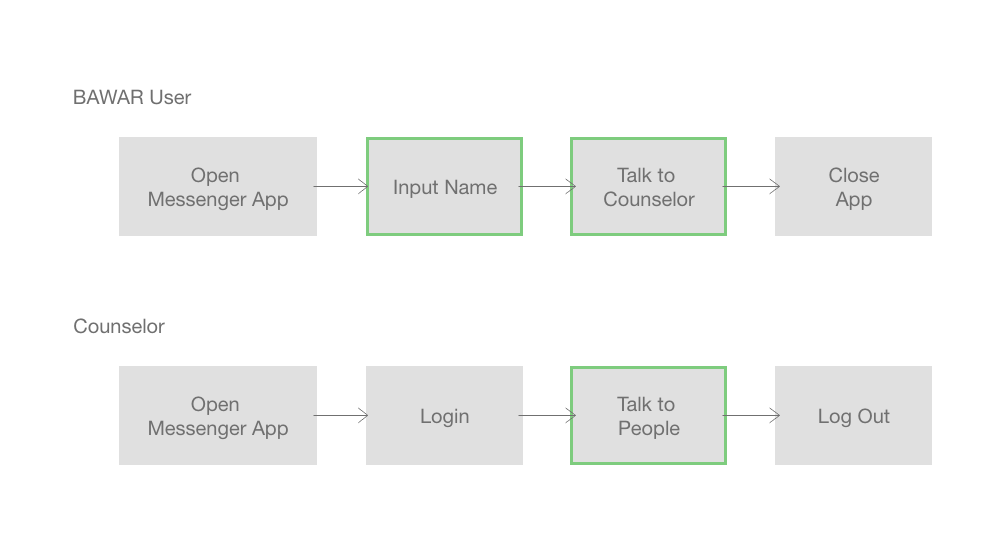 BAWAR User
Open
Messenger App
Input Name
Talk to
Counselor
Close
App
Counselor
Open
Messenger App
Login
Talk to
People
Log Out